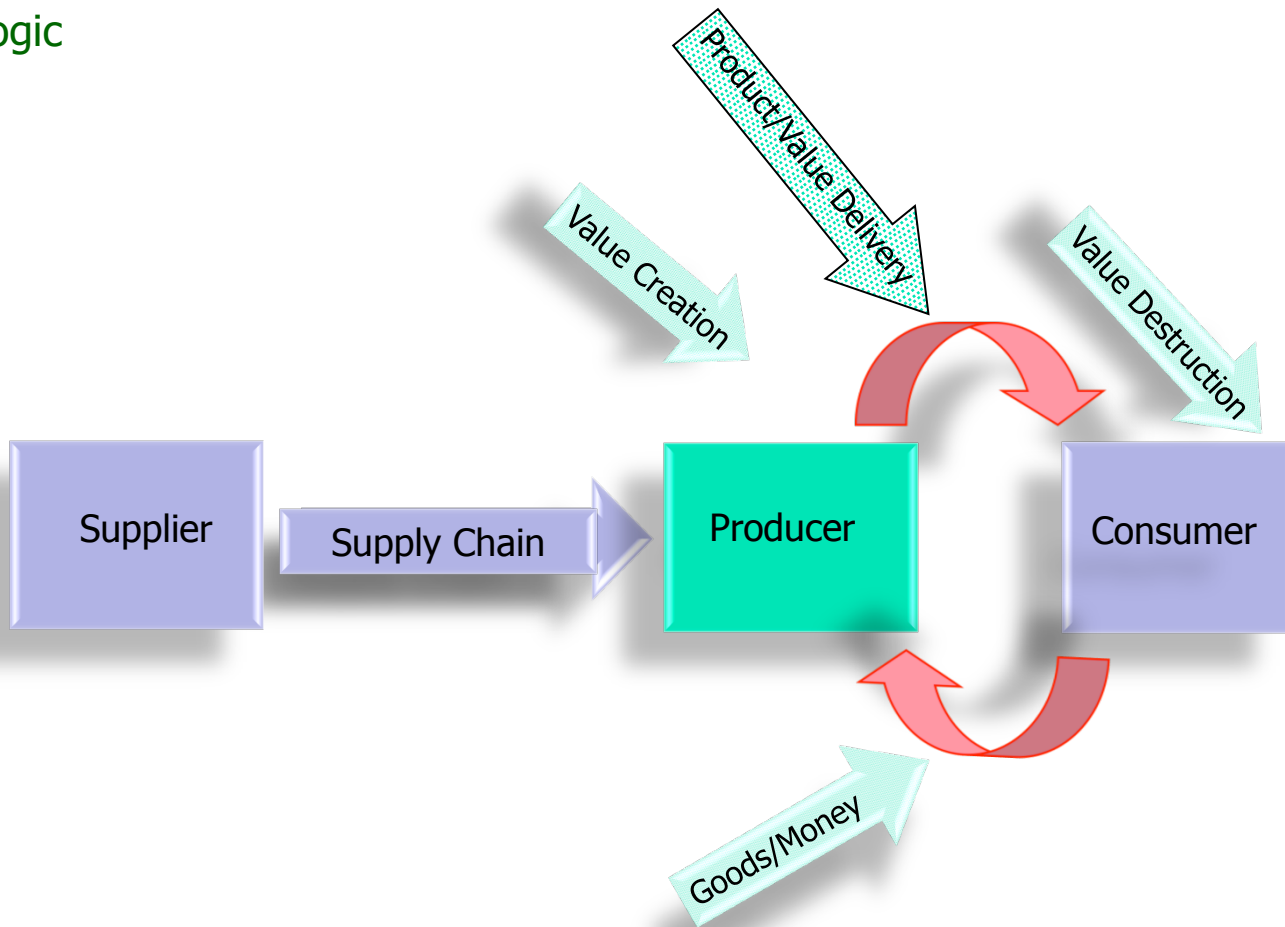 ogic
Product/Value Delivery
Value Creation
Value Destruction
Supplier
Supply Chain
Producer
Consumer
Goods/Money